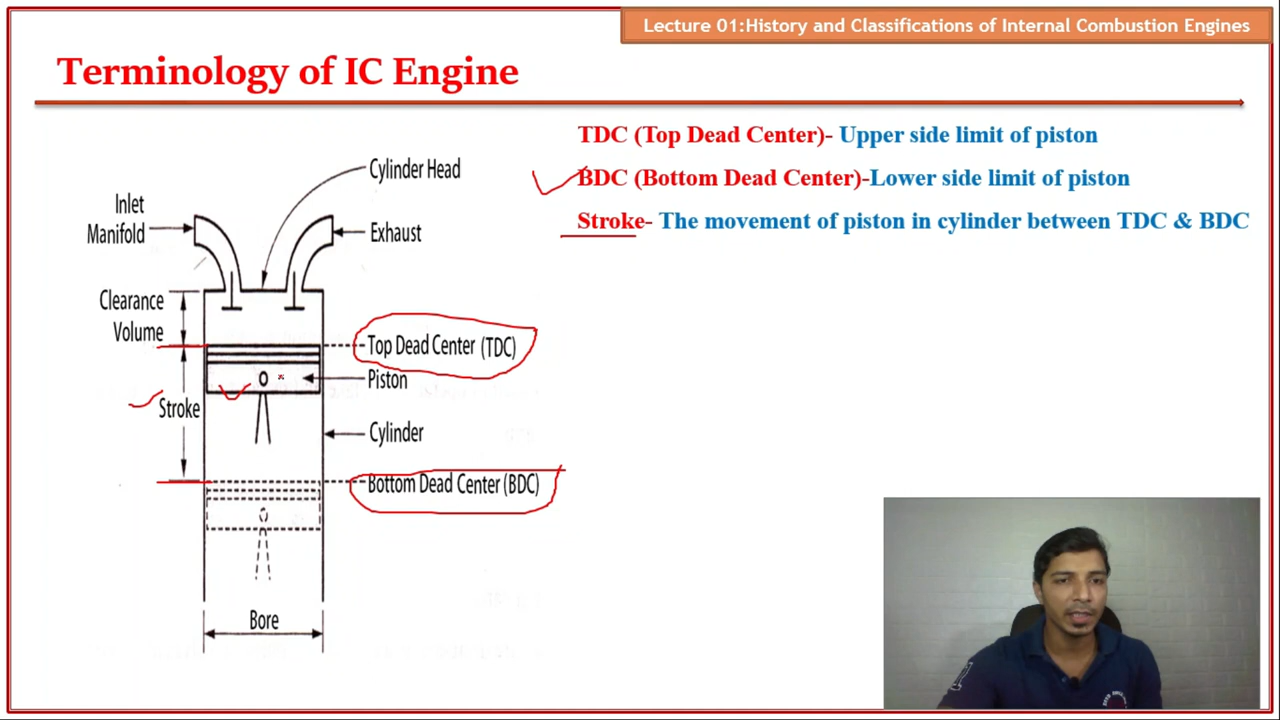 Lecture 01:History and Classifications of Internal Combustion Engines
Terminology of IC Engine
TDC (Top Dead Center)- Upper side limit of piston
BDC (Bottom Dead Center)-Lower side limit of piston
Stroke- The movement of piston in cylinder between TDC & BDC
Cylinder Head
Inlet
Manifold
Exhaust
Clearance
Volume
Top Dead Center (TDC)
Piston
Stroke
Cylinder
Bottom Dead Center (BDC)
Bore